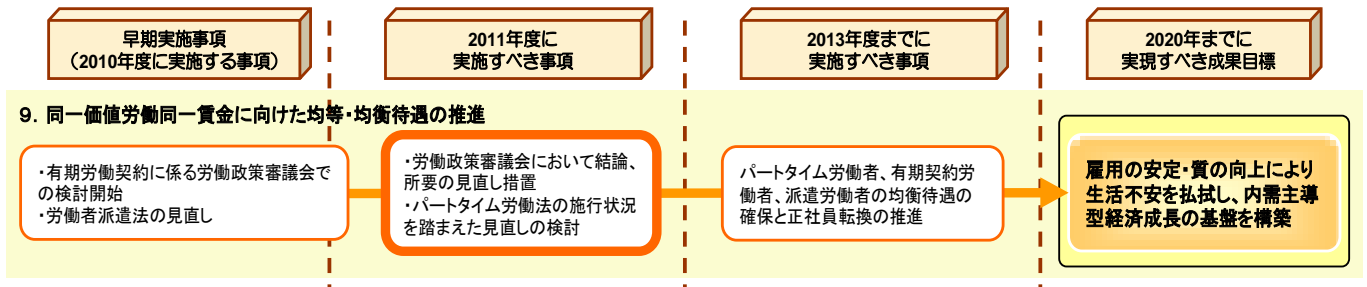 早期実施事項
（2010年度に実施する事項）
2011年度に
実施すべき事項
2013年度までに
実施すべき事項
2020年までに
実現すべき成果目標
９．同一価値労働同一賃金に向けた均等・均衡待遇の推進
・有期労働契約に係る労働政策審議会で
の検討開始
・労働者派遣法の見直し
・労働政策審議会において結論、
所要の見直し措置
・パートタイム労働法の施行状況
を踏まえた見直しの検討
パートタイム労働者、有期契約労
働者、派遣労働者の均衡待遇の
確保と正社員転換の推進
雇用の安定・質の向上により
生活不安を払拭し、内需主導
型経済成長の基盤を構築